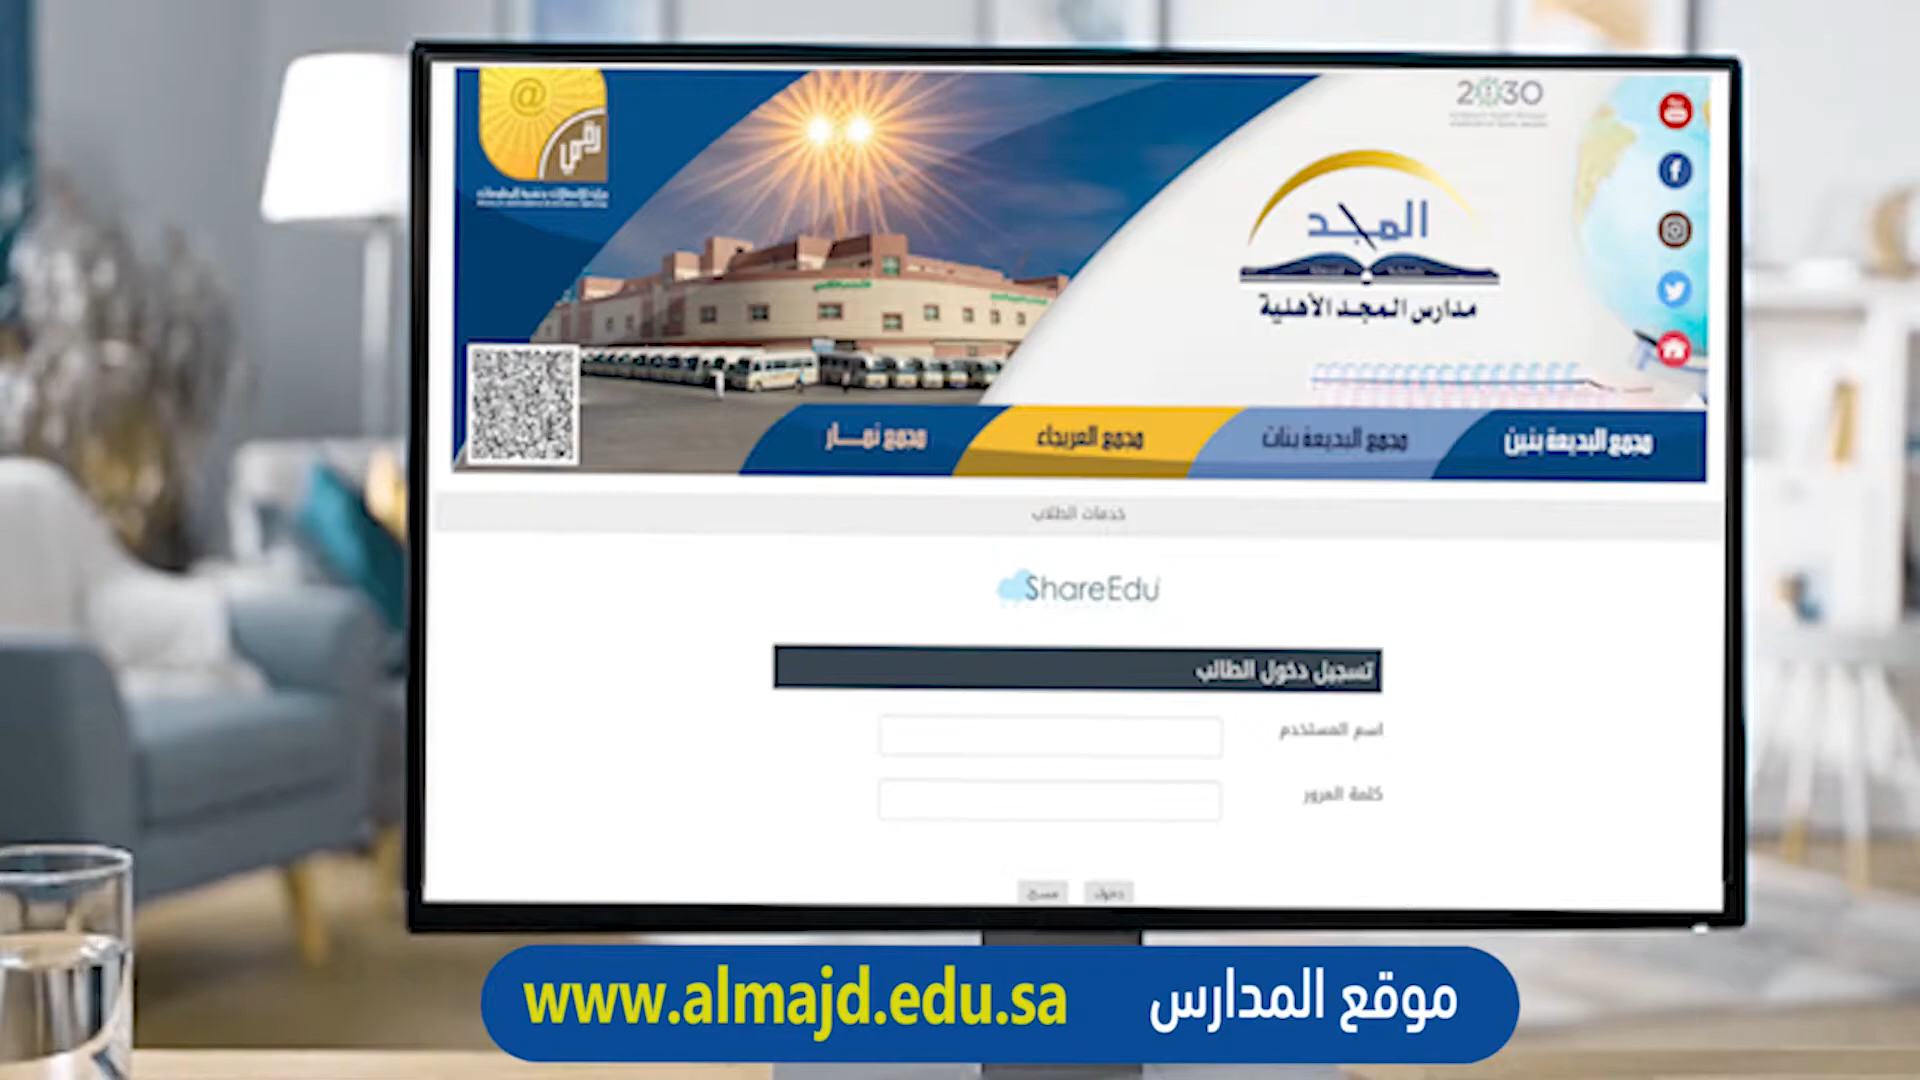 2030
@
رقمي
المجد
مدارس المجد الأهلية
مجمع البديعة بنين
مجمع البديعة بنات
مجمع العريجاء
مجمع نمار
خدمات الطلاب
ShareEdu
تسجيل دخول الطالب
اسم المستخدم
كلمة المرور
دخول
مسح
موقع المدارس
www.almajd.edu.sa